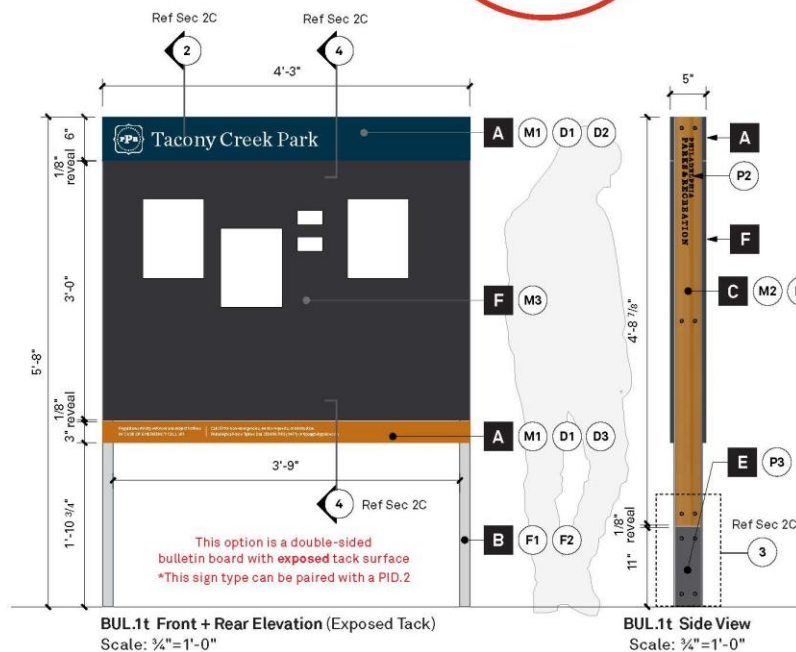 Ref Sec 2C
Ref Sec 2C
2
4
4'-3"
5"
6"
1/8"
reveal
3'-0"
5'-8"
1/8"
reveal
3"
1'-10 3/4"
FPR
Tacony Creek Park
A M1 D1 D2
F M3
A M1 D1 D3
3'-9"
4 Ref Sec 2C
B F1 F2
This option is a double-sided
bulletin board with exposed tack surface
*This sign type can be paired with a PID.2
BUL.1t Front + Rear Elevation (Exposed Tack)
Scale: ¾"=1'-0"
A
PHILADELPHIA
PARKS & RECREATION
P2
F
C M2
4'-8 7/8"
E P3
1/8"
reveal
11"
Ref Sec 2C
3
BUL.1t Side View
Scale: ¾"=1'-0"